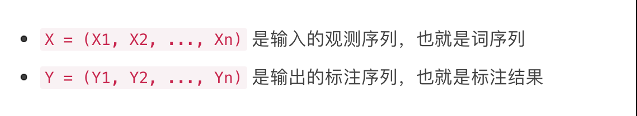 X = (X1, X2, ..., Xn) 是输入的观测序列，也就是词序列
Y = (Y1, Y2, ..., Yn) 是输出的标注序列，也就是标注结果